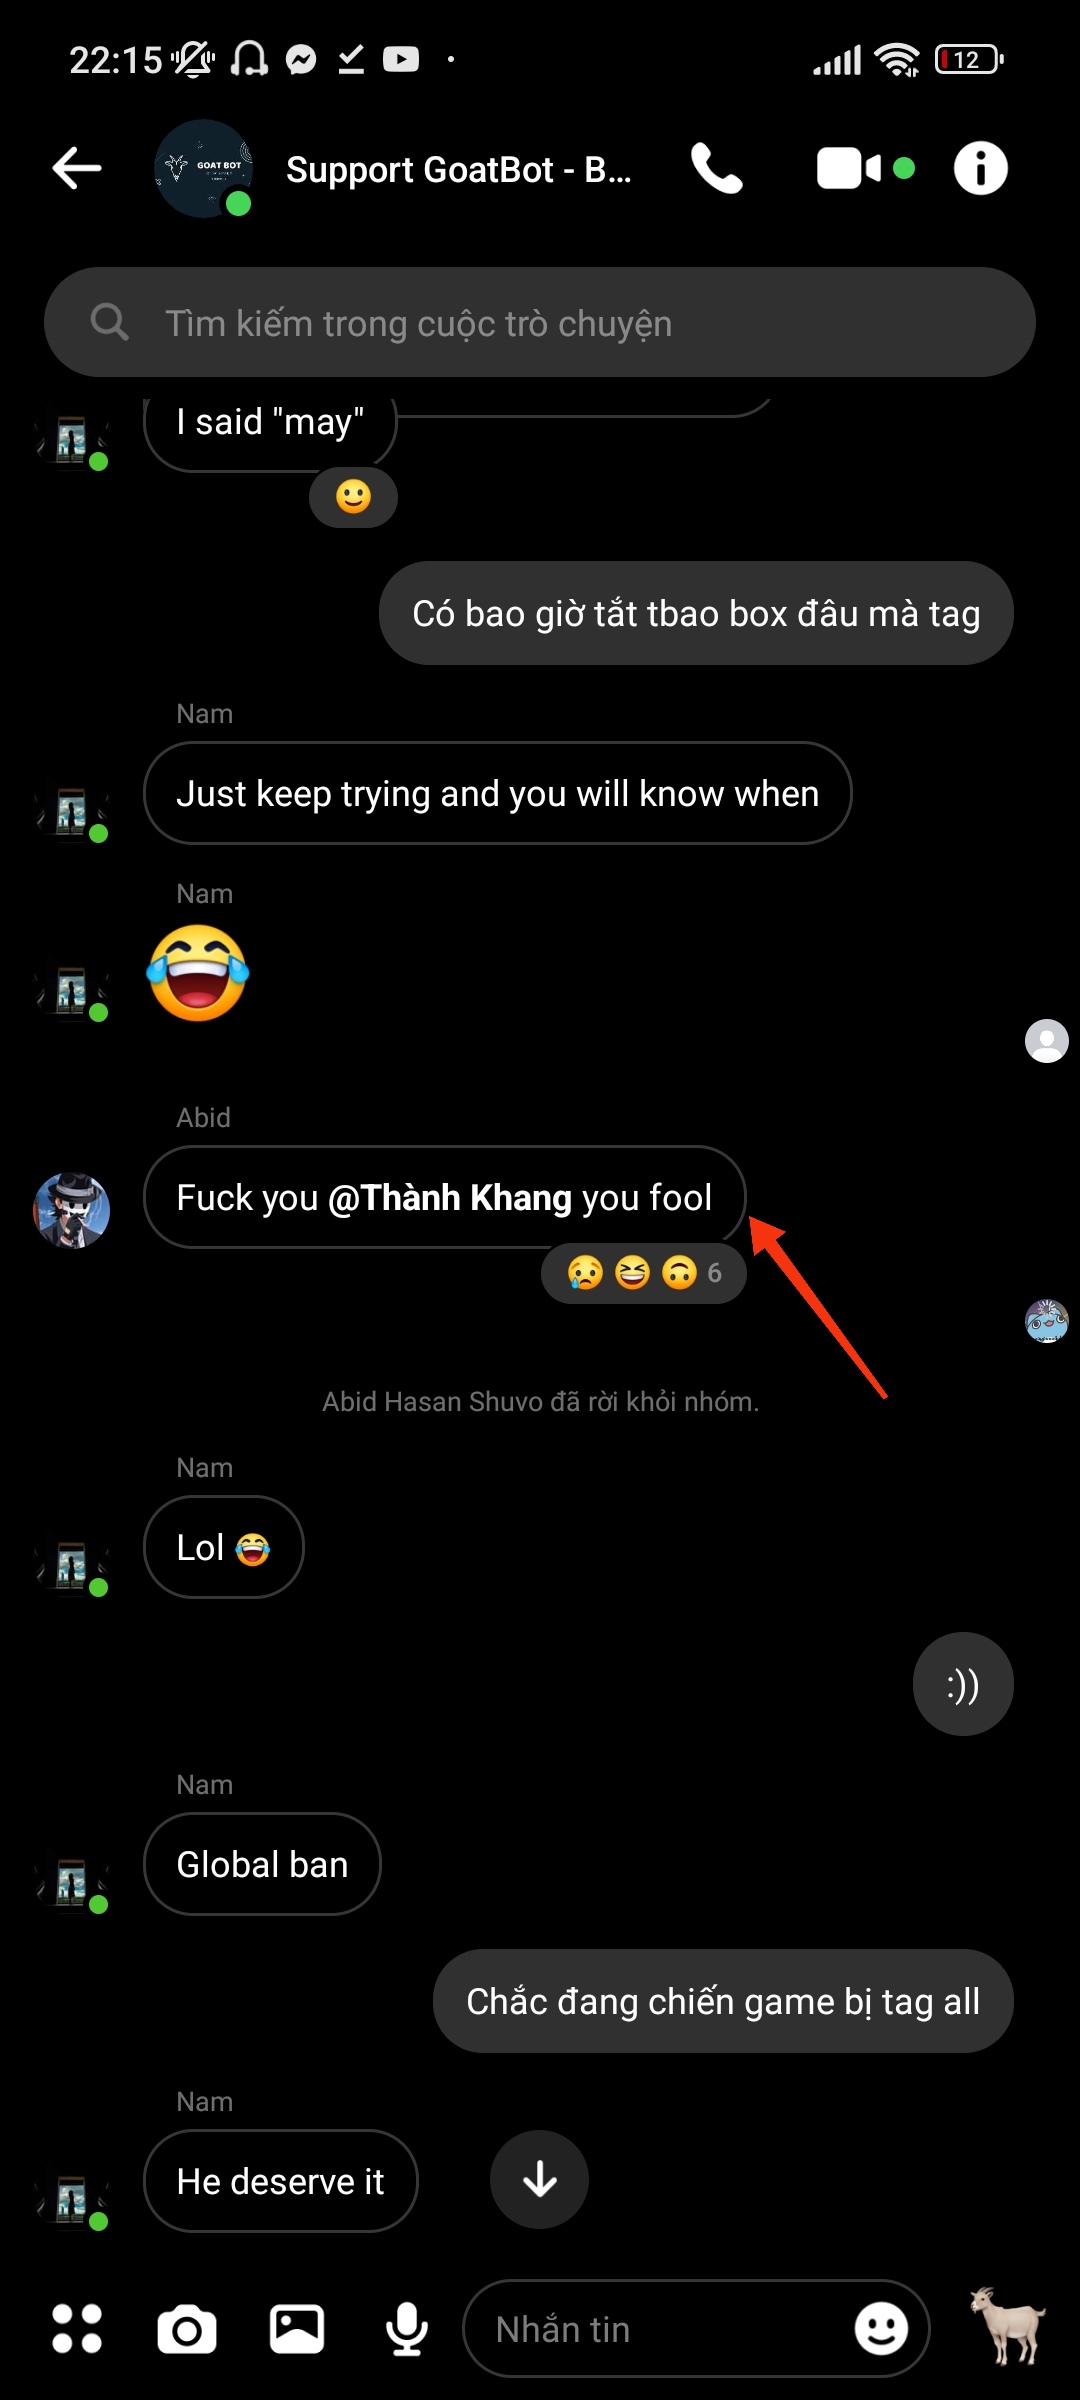 22:15
12
GOAT BOT
Support GoatBot - B...
Tìm kiếm trong cuộc trò chuyện
I said "may"
Có bao giờ tắt tbao box đâu mà tag
Nam
Just keep trying and you will know when
Nam
Abid
Fuck you @Thành Khang you fool
6
Abid Hasan Shuvo đã rời khỏi nhóm.
Nam
Lol
:))
Nam
Global ban
Chắc đang chiến game bị tag all
Nam
He deserve it
Nhắn tin